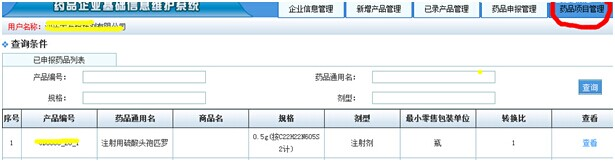 药品企业基础信息维护系统
企业信息管理 新增产品管理 已录产品管理 药品申报管理 药品项目管理
用户名称: 有限公司
查询条件
已申报药品列表
产品编号: 药品通用名:
规格: 剂型: 查询
序号 产品编号 药品通用名 商品名 规格 剂型 最小零售包装单位 转换比 查看
1 注射用硫酸头孢匹罗 0.5g(按C22H22N6O5S2计) 注射剂 瓶 1 查看